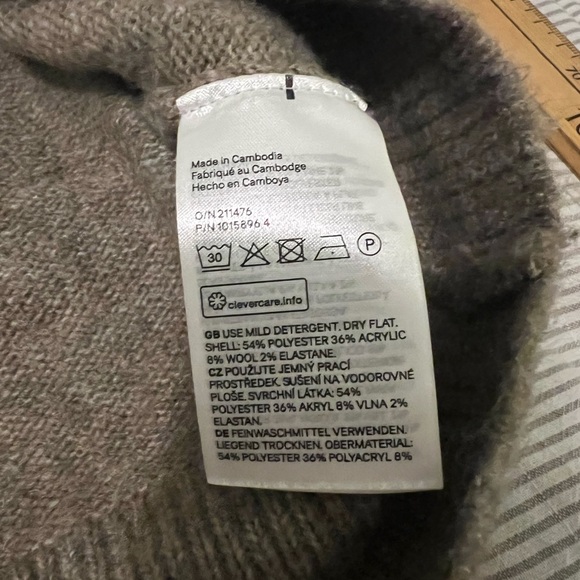 Made in Cambodia
Fabriqué au Cambodge
Hecho en Camboya
O/N 211476
P/N 1015896 4
30
P
clevercare.info
GB USE MILD DETERGENT. DRY FLAT.
SHELL: 54% POLYESTER 36% ACRYLIC
8% WOOL 2% ELASTANE.
CZ POUŽIJTE JEMNÝ PRACÍ
PROSTŘEDEK. SUŠENÍ NA VODOROVNÉ
PLOŠE. SVRCHNÍ LÁTKA: 54%
POLYESTER 36% AKRYL 8% VLNA 2%
ELASTAN.
DE FEINWASCHMITTEL VERWENDEN.
LIEGEND TROCKNEN. OBERMATERIAL:
54% POLYESTER 36% POLYACRYL 8%